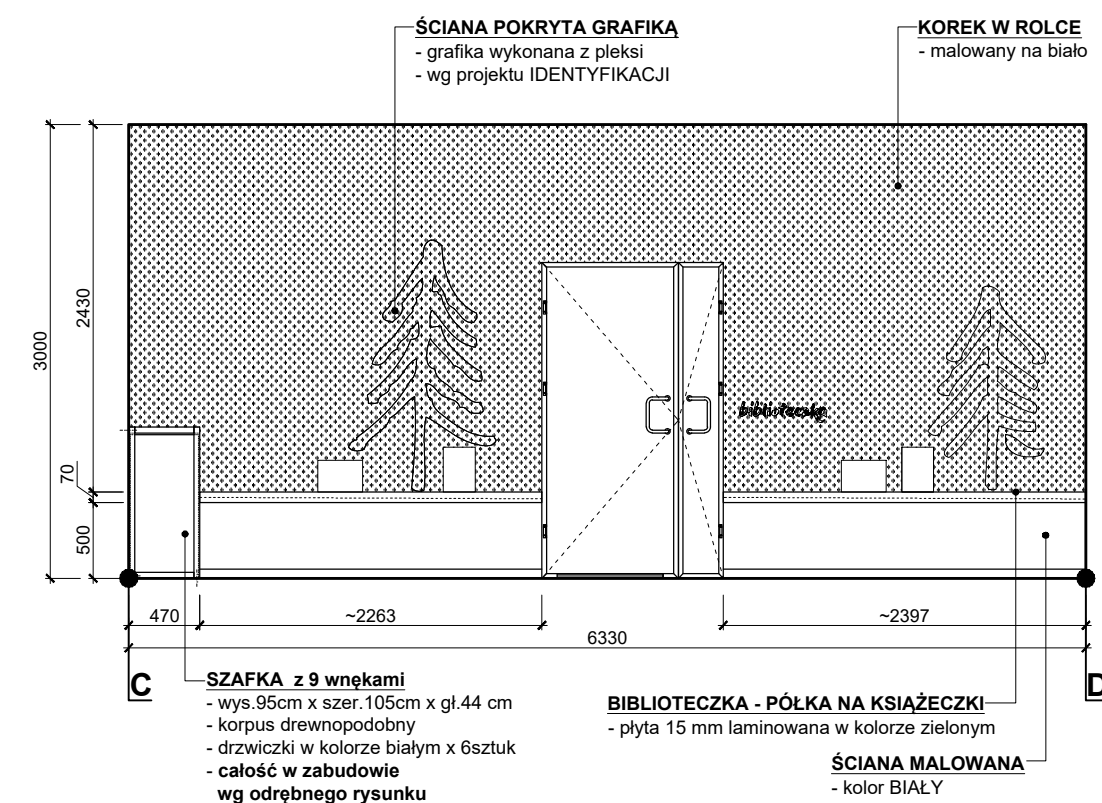 ŚCIANA POKRYTA GRAFIKĄ
- grafika wykonana z pleksi
- wg projektu IDENTYFIKACJI
KOREK W ROLCE
- malowany na biało
3000
2430
70
500
biblioteczka
470
~2263
~2397
6330
C
D
SZAFKA z 9 wnękami
- wys.95cm x szer.105cm x gł.44 cm
- korpus drewnopodobny
- drzwiczki w kolorze białym x 6sztuk
- całość w zabudowie
wg odrębnego rysunku
BIBLIOTECZKA - PÓŁKA NA KSIĄŻECZKI
- płyta 15 mm laminowana w kolorze zielonym
ŚCIANA MALOWANA
- kolor BIAŁY